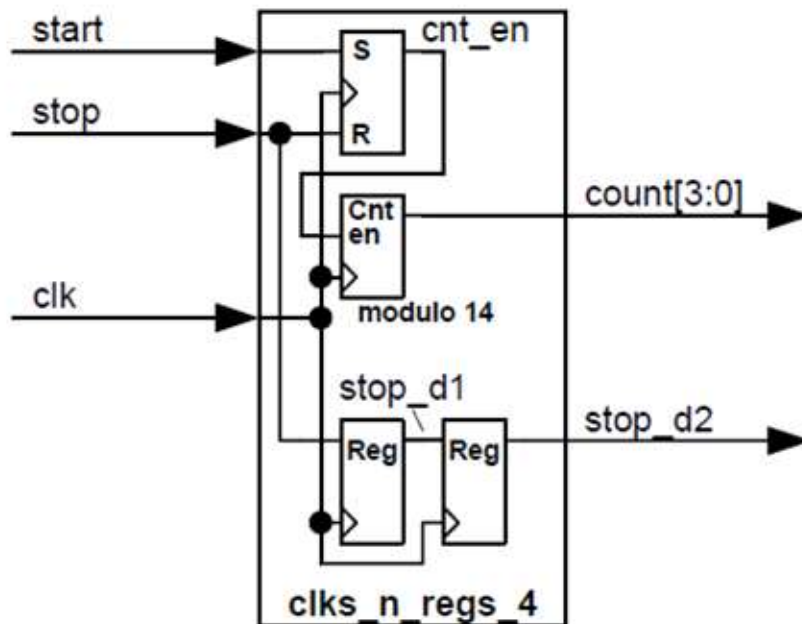 start
cnt_en
S
stop
R
count[3:0]
Cnt
en
clk
modulo 14
stop_d1
stop_d2
Reg
Reg
clks_n_regs_4